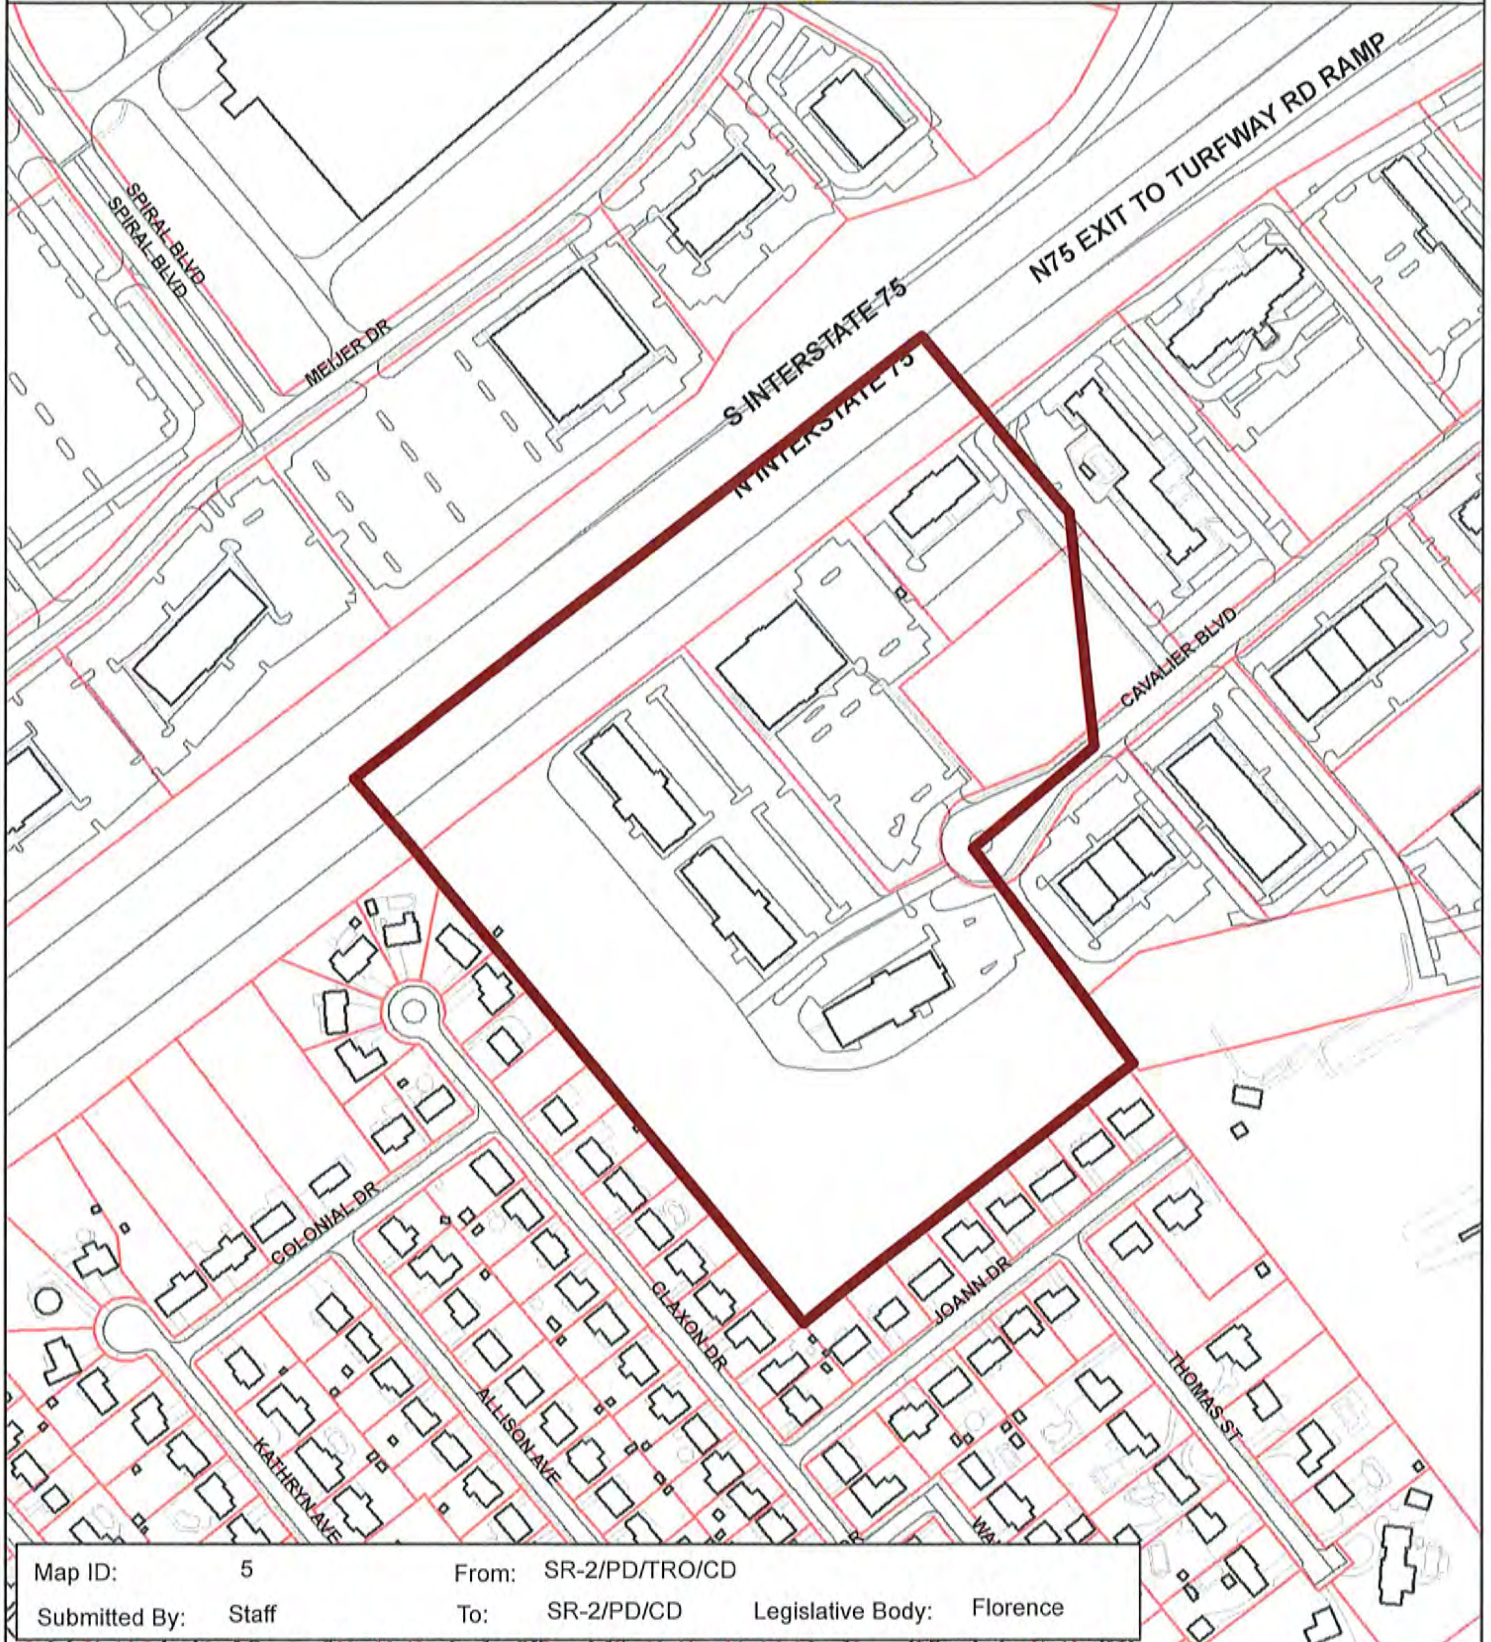 N75 EXIT TO TURFWAY RD RAMP
SPIRAL BLVD
SPIRAL BLVD
MEIJER DR
S INTERSTATE 75
N INTERSTATE 75
CAVALIER BLVD
COLONIAL DR
CLAXON DR
JOANN DR
THOMAS ST
ALLISON AVE
KATHRYN AVE
Map ID: 5 From: SR-2/PD/TRO/CD
Submitted By: Staff To: SR-2/PD/CD Legislative Body: Florence